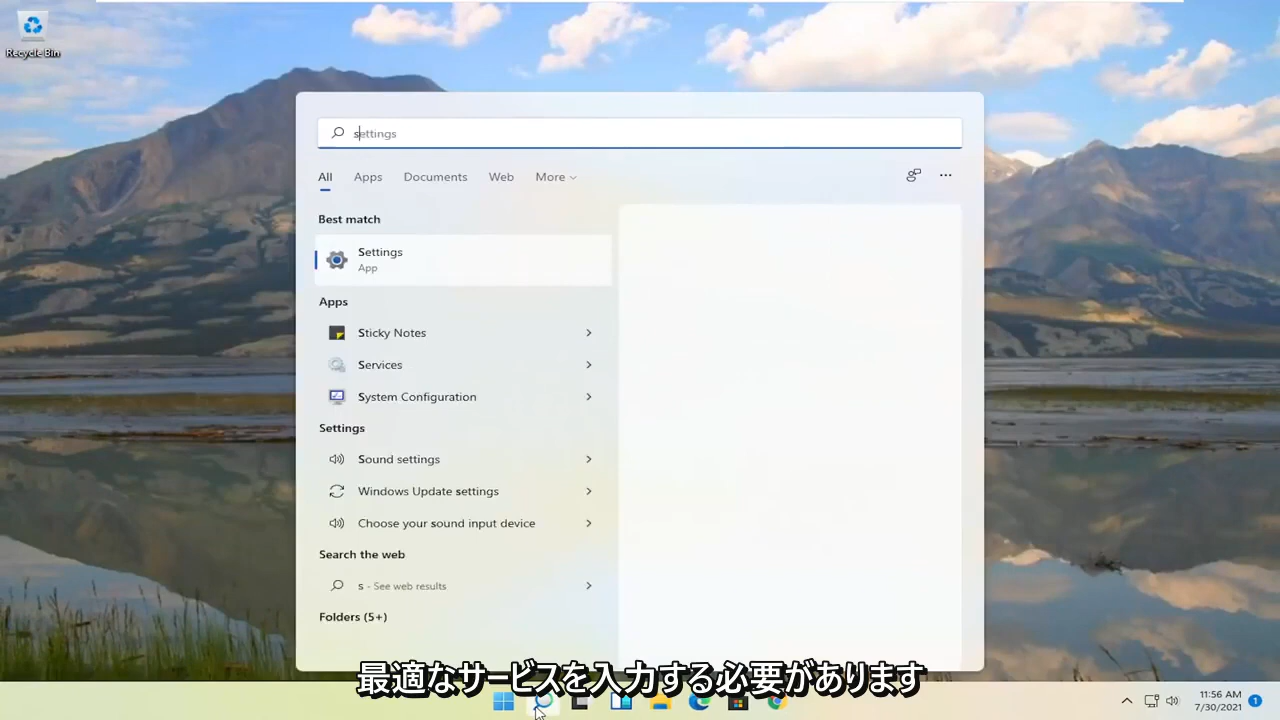 Recycle Bin
settings
All Apps Documents Web More
Best match
Settings
App
Apps
Sticky Notes
Services
System Configuration
Settings
Sound settings
Windows Update settings
Choose your sound input device
Search the web
s - See web results
Folders (5+)
最適なサービスを入力する必要があります
11:56 AM
7/30/2021
1